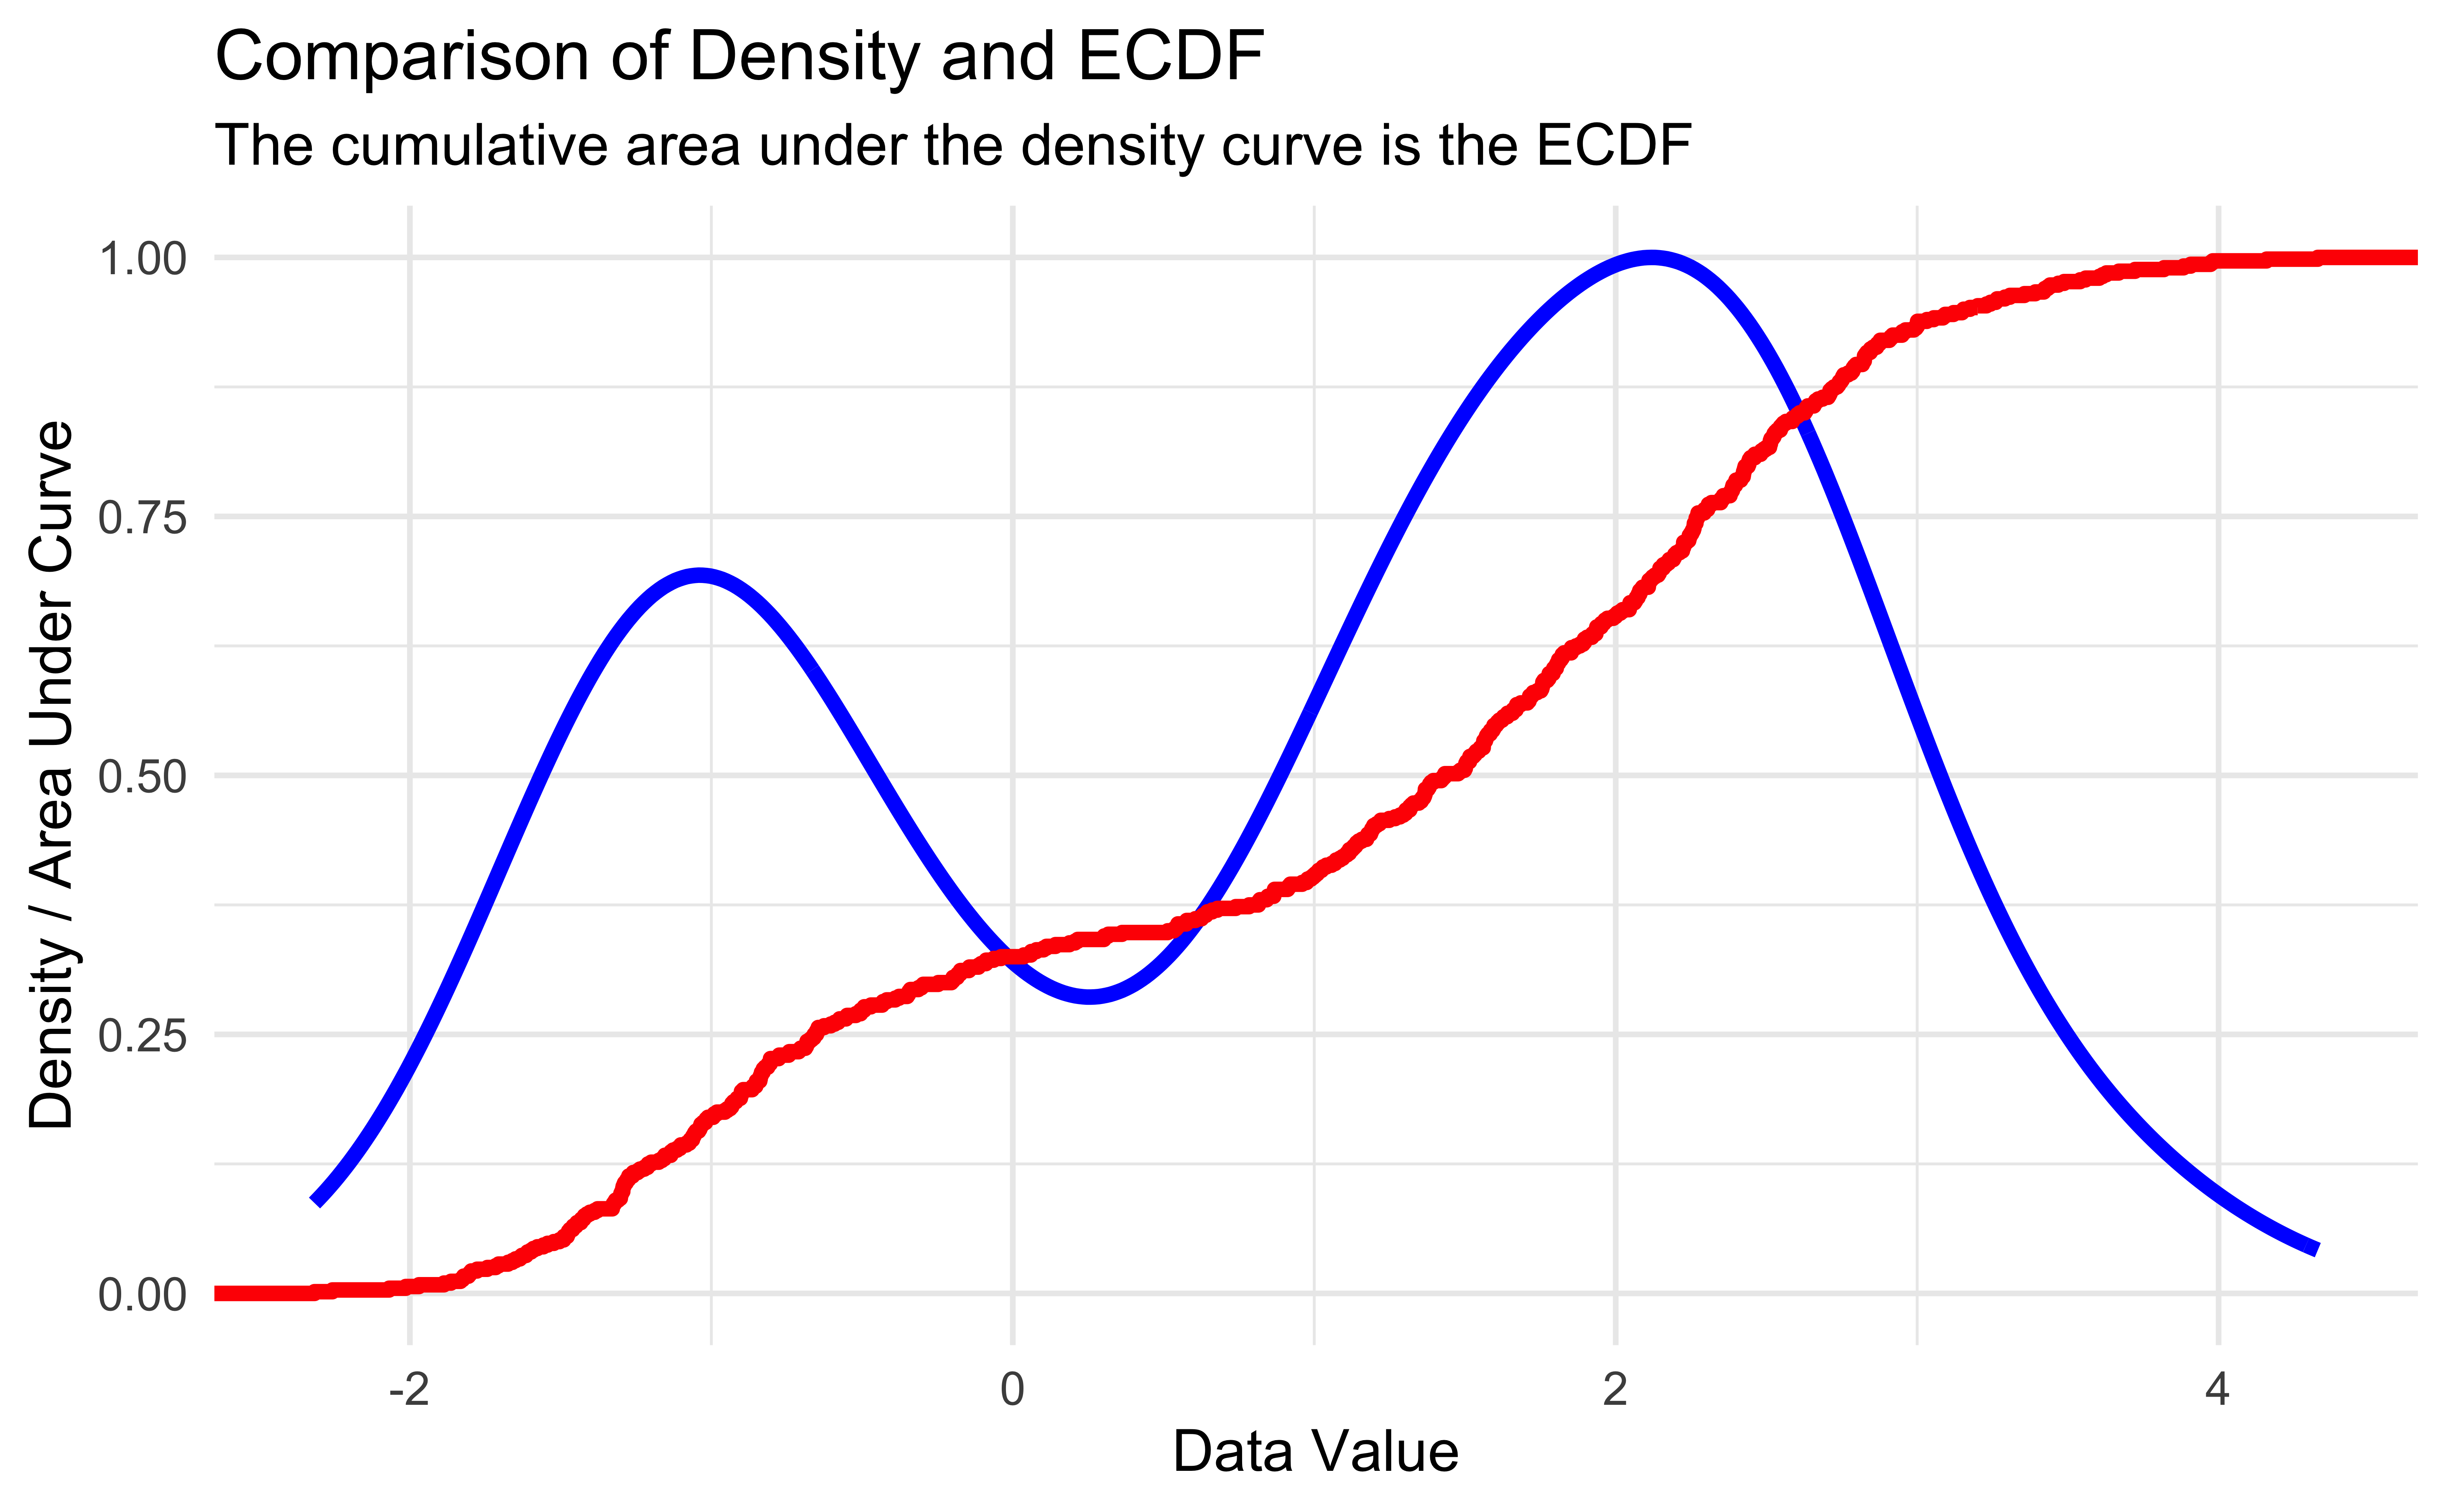 Comparison of Density and ECDF
The cumulative area under the density curve is the ECDF
Density / Area Under Curve
1.00
0.75
0.50
0.25
0.00
-2 0 2 4
Data Value